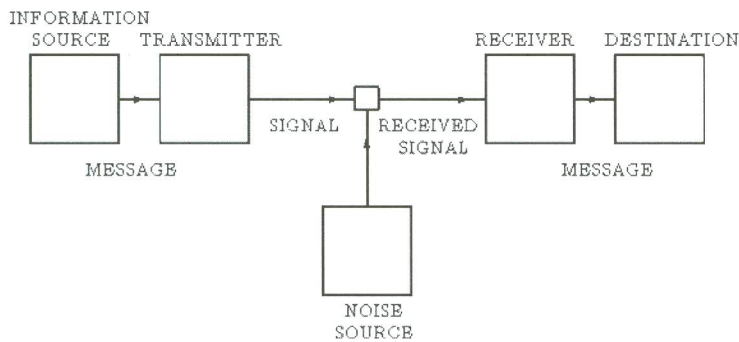 INFORMATION
SOURCE
TRANSMITTER
RECEIVER
DESTINATION
SIGNAL
RECEIVED
SIGNAL
MESSAGE
MESSAGE
NOISE
SOURCE